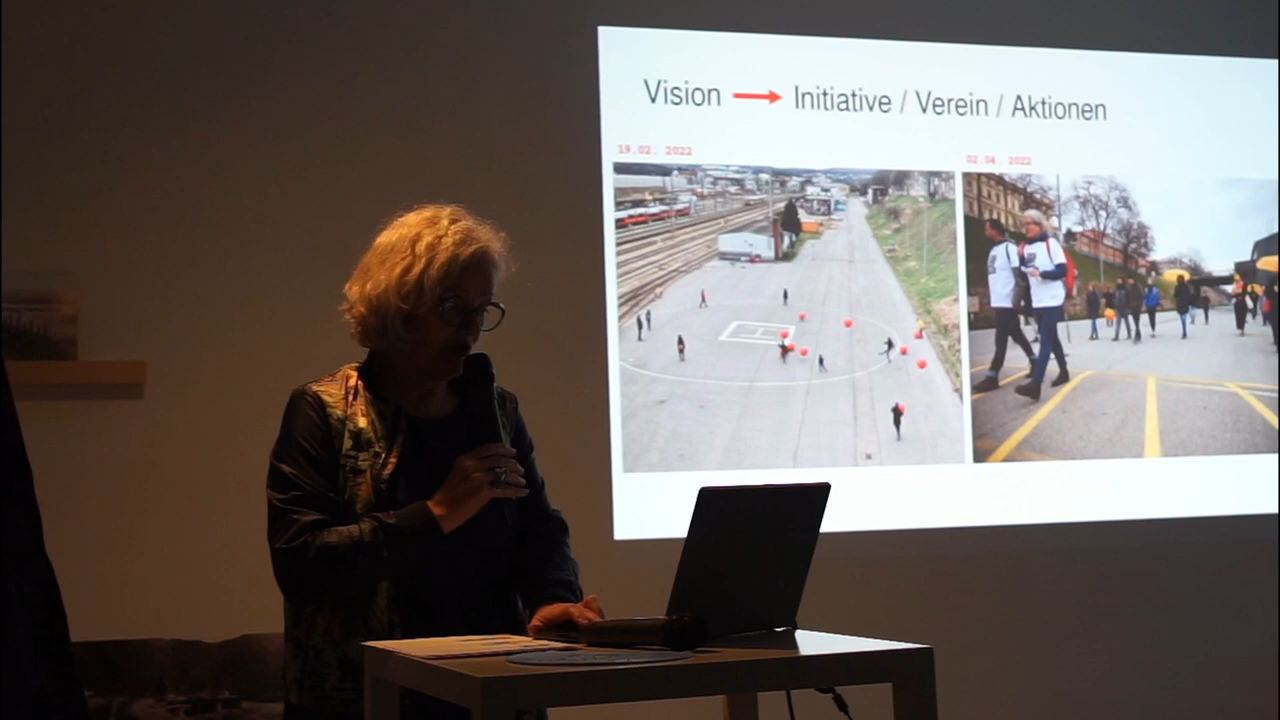 Vision → Initiative / Verein / Aktionen
19.02. 2022
02.04. 2022
H